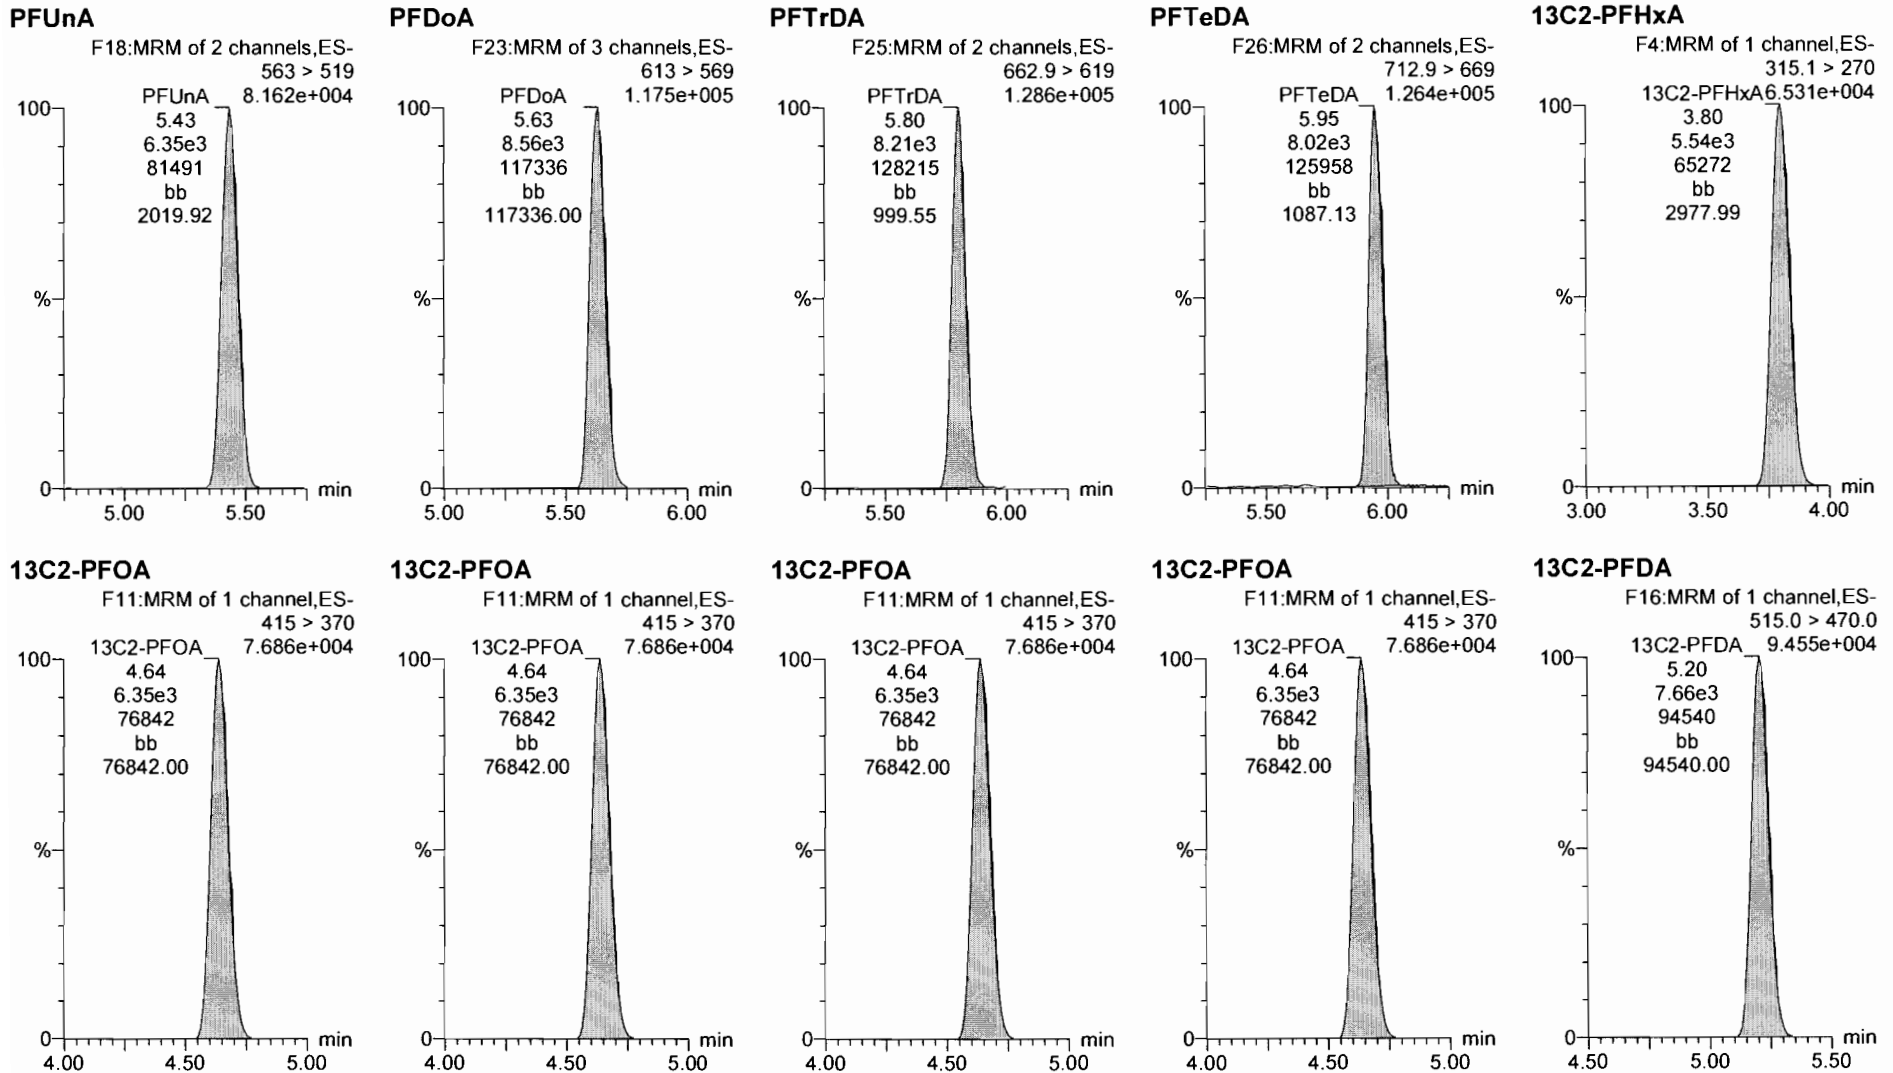 PFUnA
F18:MRM of 2 channels,ES-
563 > 519
8.162e+004
PFUnA
5.43
6.35e3
81491
bb
2019.92
100
%
0
5.00
5.50
min
PFDoA
F23:MRM of 3 channels,ES-
613 > 569
1.175e+005
PFDoA
5.63
8.56e3
117336
bb
117336.00
100
%
0
5.00
5.50
6.00
min
PFTrDA
F25:MRM of 2 channels,ES-
662.9 > 619
1.286e+005
PFTrDA
5.80
8.21e3
128215
bb
999.55
100
%
0
5.50
6.00
min
PFTeDA
F26:MRM of 2 channels,ES-
712.9 > 669
1.264e+005
PFTeDA
5.95
8.02e3
125958
bb
1087.13
100
%
0
5.50
6.00
min
13C2-PFHxA
F4:MRM of 1 channel,ES-
315.1 > 270
13C2-PFHxA 6.531e+004
3.80
5.54e3
65272
bb
2977.99
100
%
0
3.00
3.50
4.00
min
13C2-PFOA
F11:MRM of 1 channel,ES-
415 > 370
13C2-PFOA 7.686e+004
4.64
6.35e3
76842
bb
76842.00
100
%
0
4.00
4.50
5.00
min
13C2-PFOA
F11:MRM of 1 channel,ES-
415 > 370
13C2-PFOA 7.686e+004
4.64
6.35e3
76842
bb
76842.00
100
%
0
4.00
4.50
5.00
min
13C2-PFOA
F11:MRM of 1 channel,ES-
415 > 370
13C2-PFOA 7.686e+004
4.64
6.35e3
76842
bb
76842.00
100
%
0
4.00
4.50
5.00
min
13C2-PFOA
F11:MRM of 1 channel,ES-
415 > 370
13C2-PFOA 7.686e+004
4.64
6.35e3
76842
bb
76842.00
100
%
0
4.00
4.50
5.00
min
13C2-PFDA
F16:MRM of 1 channel,ES-
515.0 > 470.0
13C2-PFDA 9.455e+004
5.20
7.66e3
94540
bb
94540.00
100
%
0
4.50
5.00
5.50
min